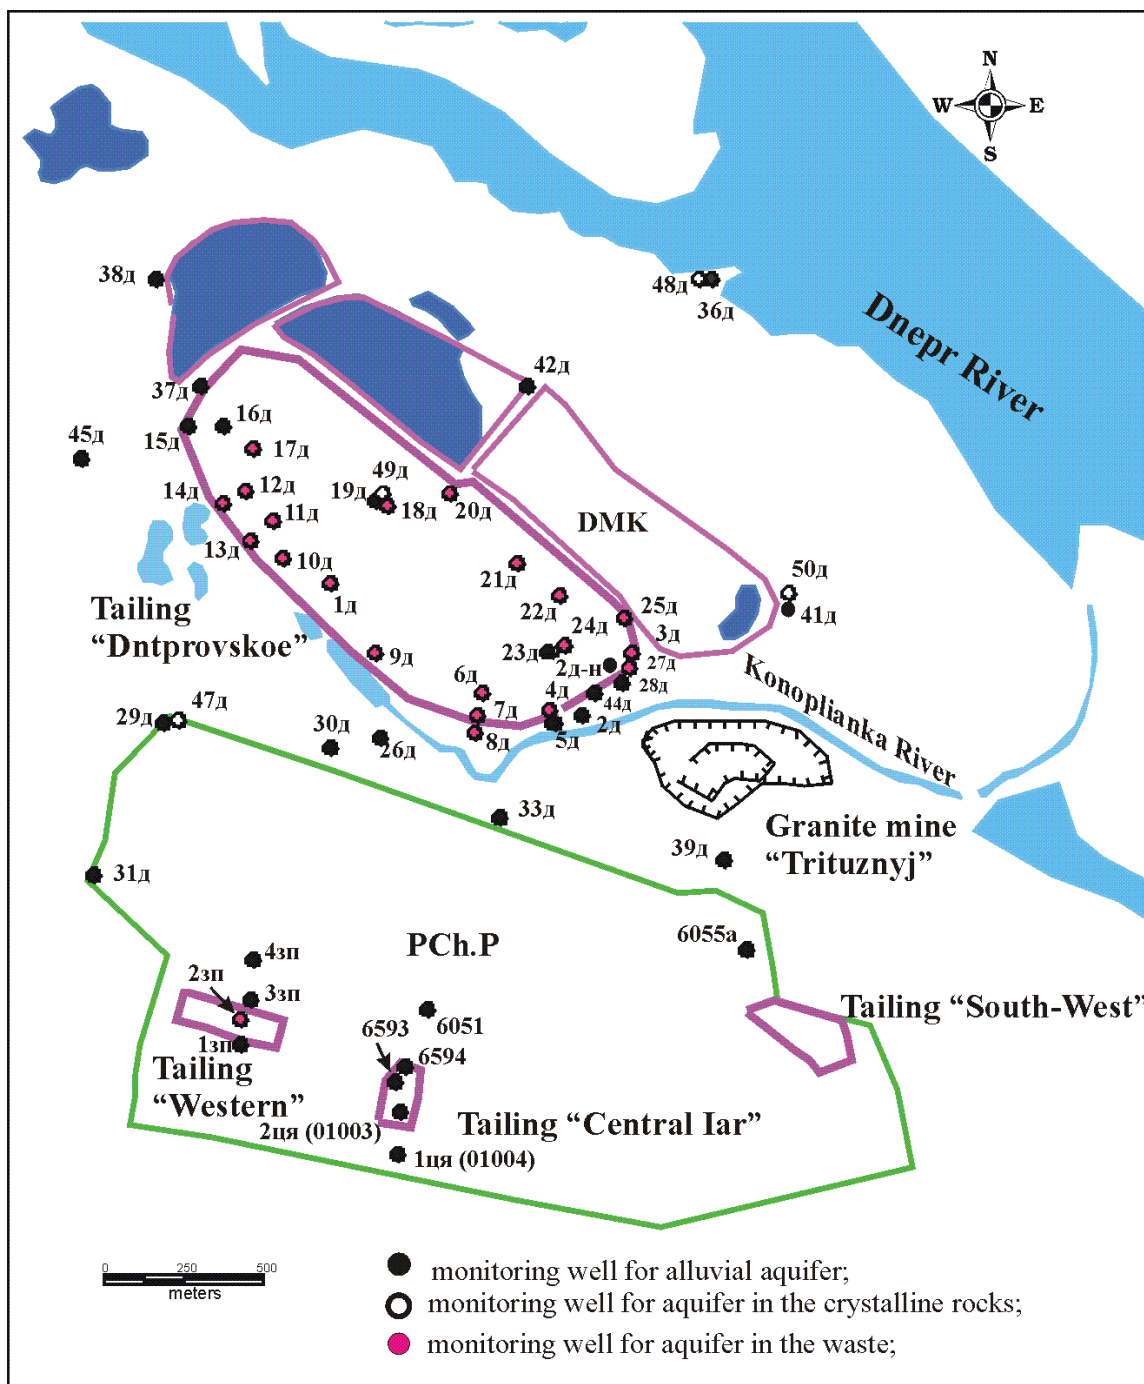 N
W E
S
38д
48д
36д
Dnepr River
42д
37д
16д
15д
45д
17д
49д
12д
19д
14д
18д
20д
11д
DMK
13д
10д
21д
50д
1д
22д
25д
41д
Tailing
“Dntprovskoe”
24д
3д
23д
9д
2д-н
27д
6д
28д
4д
44д
7д
2д
47д
29д
8д
5д
30д
26д
Konoplianka River
33д
Granite mine
“Trituznyj”
39д
31д
6055a
PCh.P
4зп
2зп
3зп
Tailing “South-West”
6051
6593
1зп
6594
Tailing
“Western”
Tailing “Central Iar”
2ця (01003)
1ця (01004)
0 250 500
meters
monitoring well for alluvial aquifer;
monitoring well for aquifer in the crystalline rocks;
monitoring well for aquifer in the waste;